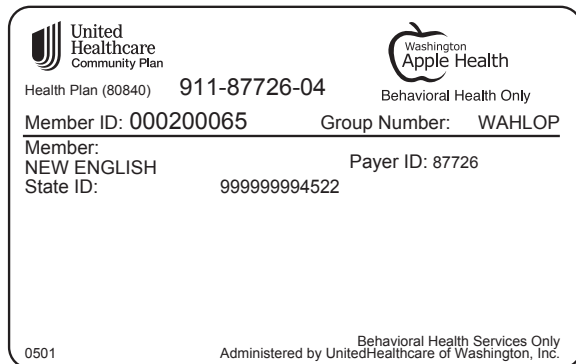 United
Healthcare
Community Plan
Washington
Apple Health
Health Plan (80840) 911-87726-04
Behavioral Health Only
Member ID: 000200065 Group Number: WAHLOP
Member:
NEW ENGLISH
Payer ID: 87726
State ID: 999999994522
Behavioral Health Services Only
0501 Administered by UnitedHealthcare of Washington, Inc.